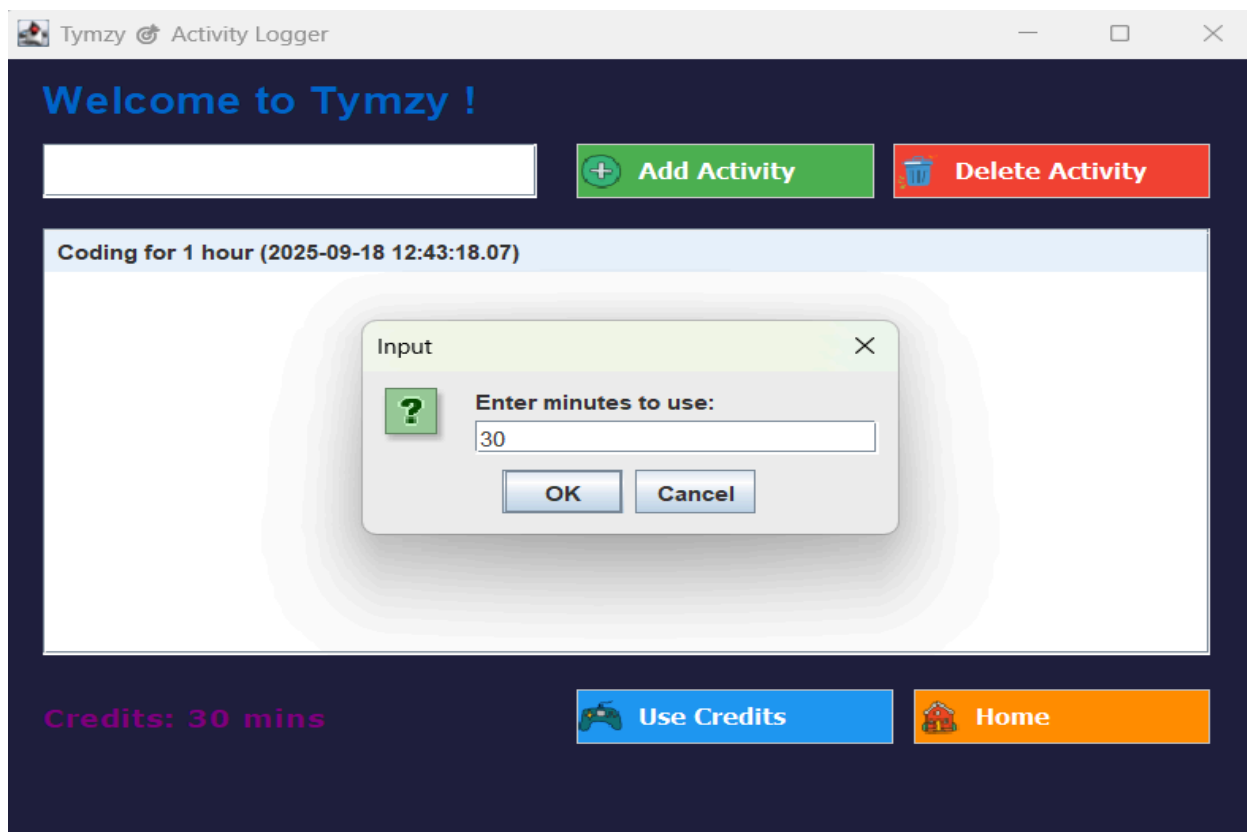 Tymzy 🎯 Activity Logger
Welcome to Tymzy !
Add Activity
Delete Activity
Coding for 1 hour (2025-09-18 12:43:18.07)
Input
Enter minutes to use:
30
OK
Cancel
Credits: 30 mins
Use Credits
Home